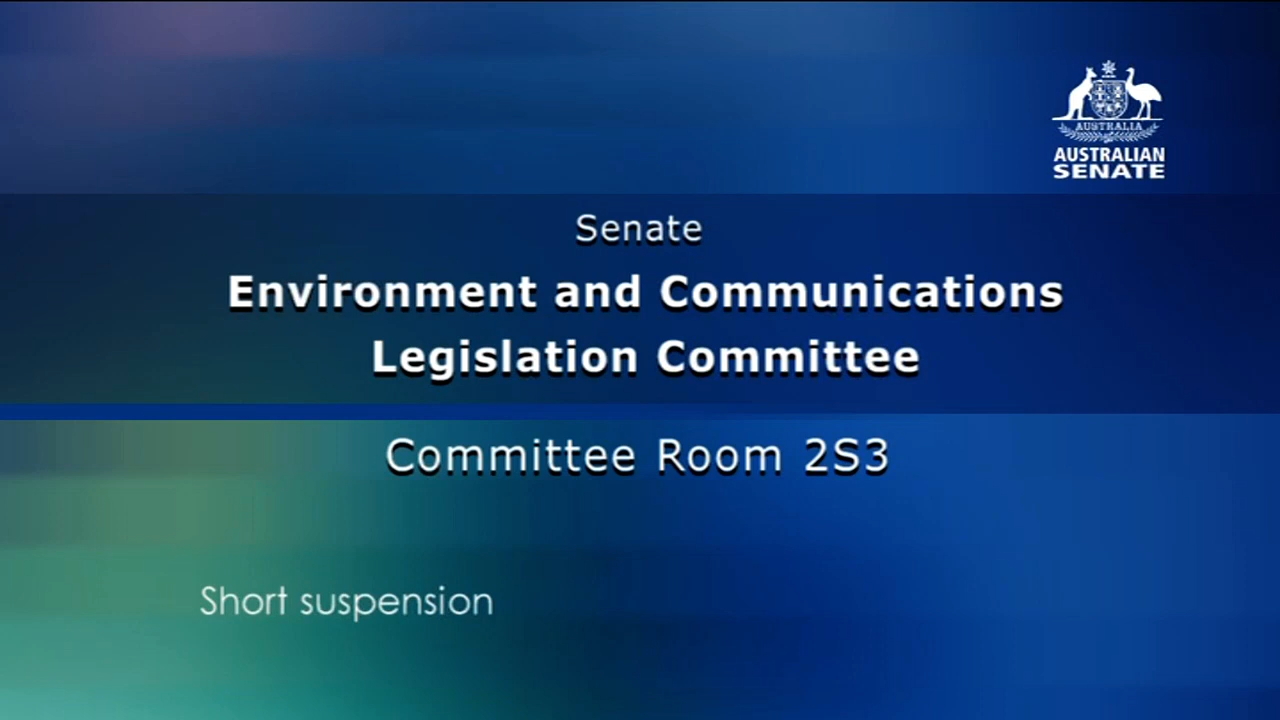 AUSTRALIA
AUSTRALIAN
SENATE
Senate
Environment and Communications
Legislation Committee
Committee Room 2S3
Short suspension